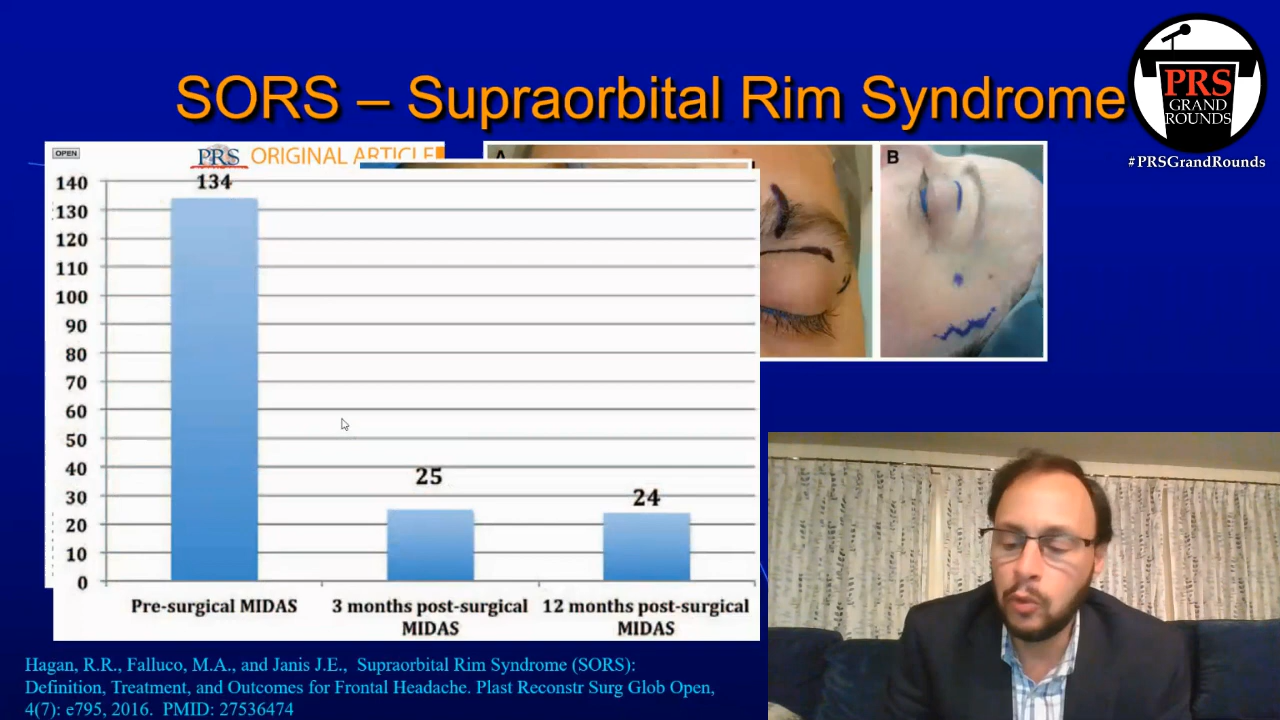 SORS – Supraorbital Rim Syndrome
PRS
GRAND
ROUNDS
#PRSGrandRounds
OPEN
PRS ORIGINAL ARTICLE
A
B
140
130
120
110
100
90
80
70
60
50
40
30
20
10
0
134
25
24
Pre-surgical MIDAS
3 months post-surgical
MIDAS
12 months post-surgical
MIDAS
Hagan, R.R., Falluco, M.A., and Janis J.E., Supraorbital Rim Syndrome (SORS):
Definition, Treatment, and Outcomes for Frontal Headache. Plast Reconstr Surg Glob Open,
4(7): e795, 2016. PMID: 27536474